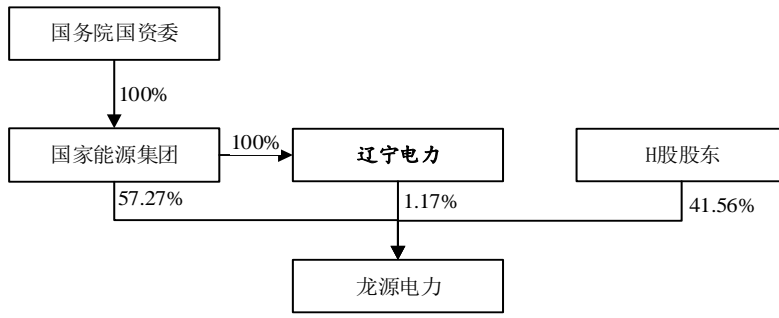 国务院国资委
100%
国家能源集团
100%
辽宁电力
H股股东
57.27%
1.17%
41.56%
龙源电力